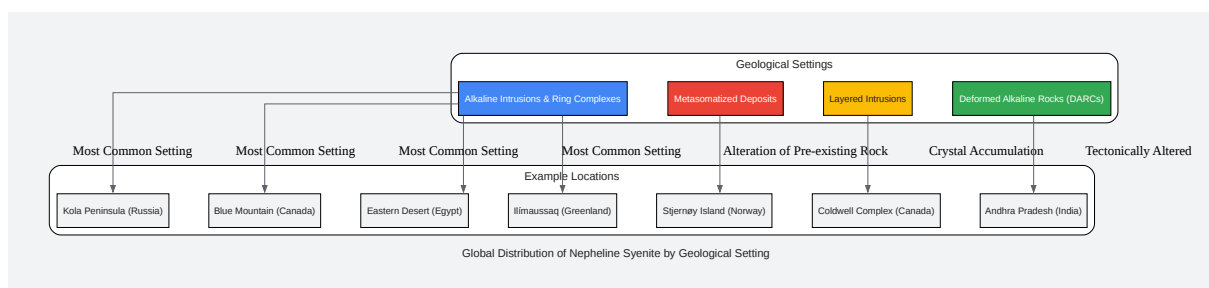 Geological Settings
Alkaline Intrusions & Ring Complexes
Metasomatized Deposits
Layered Intrusions
Deformed Alkaline Rocks (DARCs)
Most Common Setting
Most Common Setting
Most Common Setting
Most Common Setting
Alteration of Pre-existing Rock
Crystal Accumulation
Tectonically Altered
Example Locations
Kola Peninsula (Russia)
Blue Mountain (Canada)
Eastern Desert (Egypt)
Ilímaussaq (Greenland)
Stjernøy Island (Norway)
Coldwell Complex (Canada)
Andhra Pradesh (India)
Global Distribution of Nepheline Syenite by Geological Setting